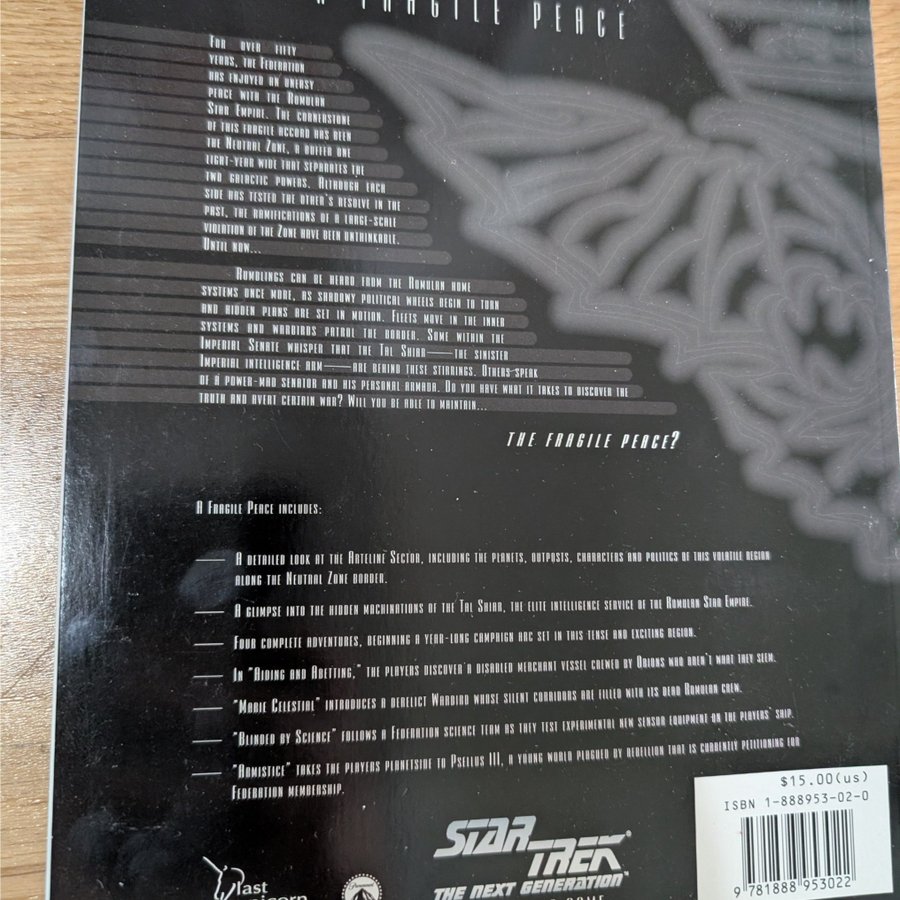 A FRAGILE PEACE
FOR OVER FIFTY
YEARS, THE FEDERATION
HAS ENJOYED AN UNEASY
PEACE WITH THE ROMULAN
STAR EMPIRE. THE CORNERSTONE
OF THIS FRAGILE ACCORD HAS BEEN
THE NEUTRAL ZONE, A BUFFER ONE
LIGHT-YEAR WIDE THAT SEPARATES THE
TWO GALACTIC POWERS. ALTHOUGH EACH
SIDE HAS TESTED THE OTHER'S RESOLVE IN THE
PAST, THE RAMIFICATIONS OF A LARGE-SCALE
VIOLATION OF THE ZONE HAVE BEEN UNTHINKABLE.
UNTIL NOW...
RUMBLINGS CAN BE HEARD FROM THE ROMULAN HOME
SYSTEMS ONCE MORE, AS SHADOWY POLITICAL WHEELS BEGIN TO TURN
AND HIDDEN PLANS ARE SET IN MOTION. FLEETS MOVE IN THE INNER
SYSTEMS AND WARBIRDS PATROL THE BORDER. SOME WITHIN THE
IMPERIAL SENATE WHISPER THAT THE TAL SHIAR——THE SINISTER
IMPERIAL INTELLIGENCE ARM——ARE BEHIND THESE STIRRINGS. OTHERS SPEAK
OF A POWER-MAD SENATOR AND HIS PERSONAL ARMADA. DO YOU HAVE WHAT IT TAKES TO DISCOVER THE
TRUTH AND AVERT CERTAIN WAR? WILL YOU BE ABLE TO MAINTAIN...
THE FRAGILE PEACE?
A FRAGILE PEACE INCLUDES:
— A DETAILED LOOK AT THE ARTELINE SECTOR, INCLUDING THE PLANETS, OUTPOSTS, CHARACTERS AND POLITICS OF THIS VOLATILE REGION
ALONG THE NEUTRAL ZONE BORDER.
— A GLIMPSE INTO THE HIDDEN MACHINATIONS OF THE TAL SHIAR, THE ELITE INTELLIGENCE SERVICE OF THE ROMULAN STAR EMPIRE.
— FOUR COMPLETE ADVENTURES, BEGINNING A YEAR-LONG CAMPAIGN ARC SET IN THIS TENSE AND EXCITING REGION.
— IN "AIDING AND ABETTING," THE PLAYERS DISCOVER A DISABLED MERCHANT VESSEL CREWED BY ORIONS WHO AREN'T WHAT THEY SEEM.
— "MARIE CELESTIAL" INTRODUCES A DERELICT WARBIRD WHOSE SILENT CORRIDORS ARE FILLED WITH ITS DEAD ROMULAN CREW.
— "BLINDED BY SCIENCE" FOLLOWS A FEDERATION SCIENCE TEAM AS THEY TEST EXPERIMENTAL NEW SENSOR EQUIPMENT ON THE PLAYERS' SHIP.
— "ARMISTICE" TAKES THE PLAYERS PLANETSIDE TO PSELLUS III, A YOUNG WORLD PLAGUED BY REBELLION THAT IS CURRENTLY PETITIONING FOR
FEDERATION MEMBERSHIP.
$15.00(US)
ISBN 1-888953-02-0
9 781888 953022
STAR TREK®
THE NEXT GENERATION
last
unicorn
Paramount